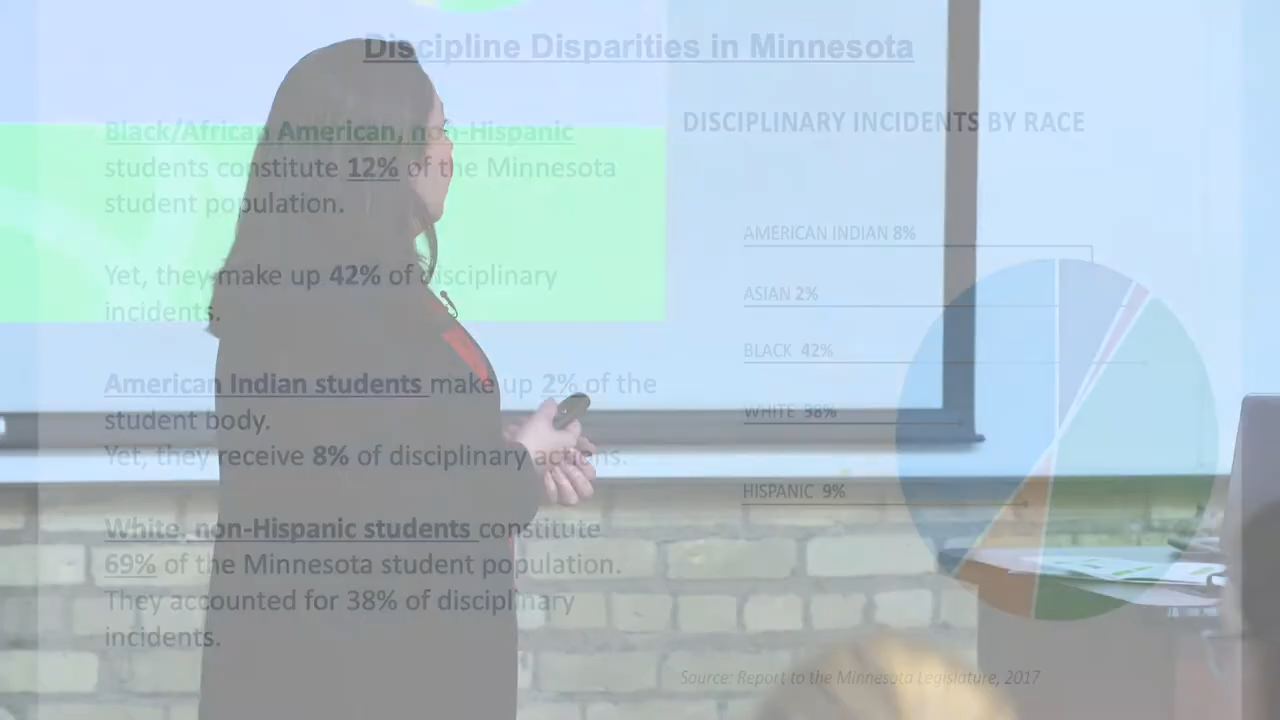 Discipline Disparities in Minnesota
Black/African American, non-Hispanic
students constitute 12% of the Minnesota
student population.
Yet, they make up 42% of disciplinary
incidents.
American Indian students make up 2% of the
student body.
Yet, they receive 8% of disciplinary actions.
White, non-Hispanic students constitute
69% of the Minnesota student population.
They accounted for 38% of disciplinary
incidents.
DISCIPLINARY INCIDENTS BY RACE
AMERICAN INDIAN 8%
ASIAN 2%
BLACK 42%
WHITE 38%
HISPANIC 9%
Source: Report to the Minnesota Legislature, 2017